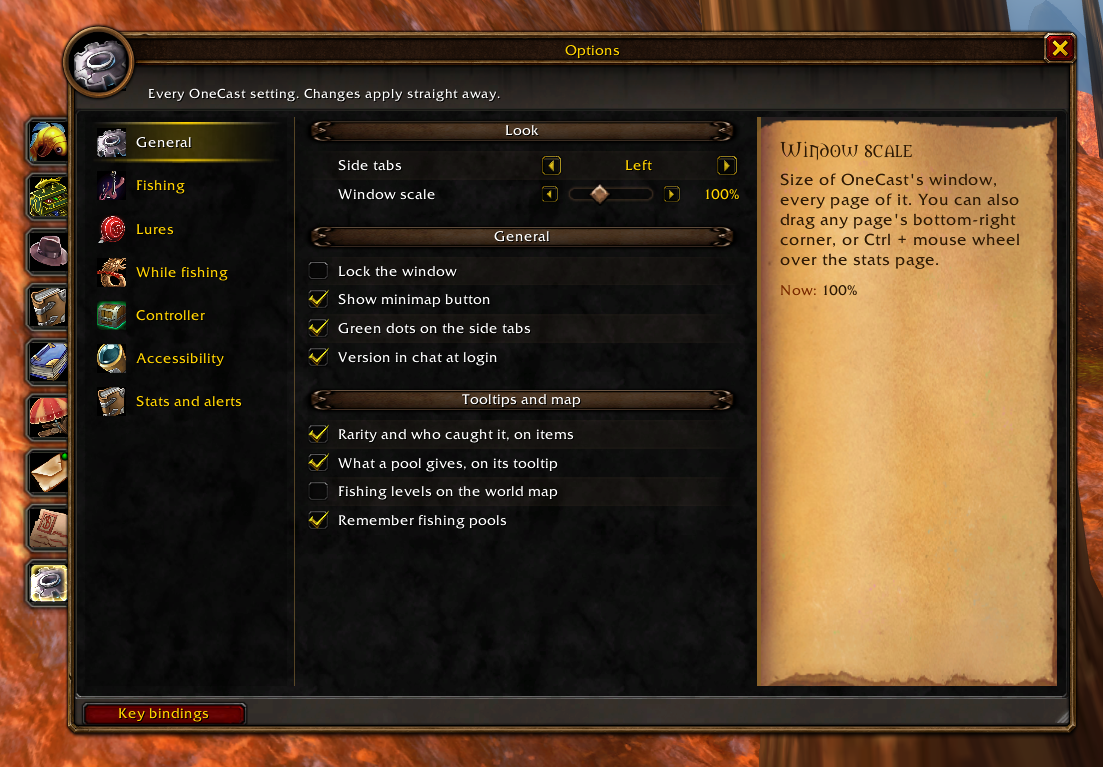 Options
Every OneCast setting. Changes apply straight away.
General
Fishing
Lures
While fishing
Controller
Accessibility
Stats and alerts
Look
Side tabs
Left
Window scale
100%
General
Lock the window
Show minimap button
Green dots on the side tabs
Version in chat at login
Tooltips and map
Rarity and who caught it, on items
What a pool gives, on its tooltip
Fishing levels on the world map
Remember fishing pools
Window scale
Size of OneCast's window,
every page of it. You can also
drag any page's bottom-right
corner, or Ctrl + mouse wheel
over the stats page.
Now: 100%
Key bindings